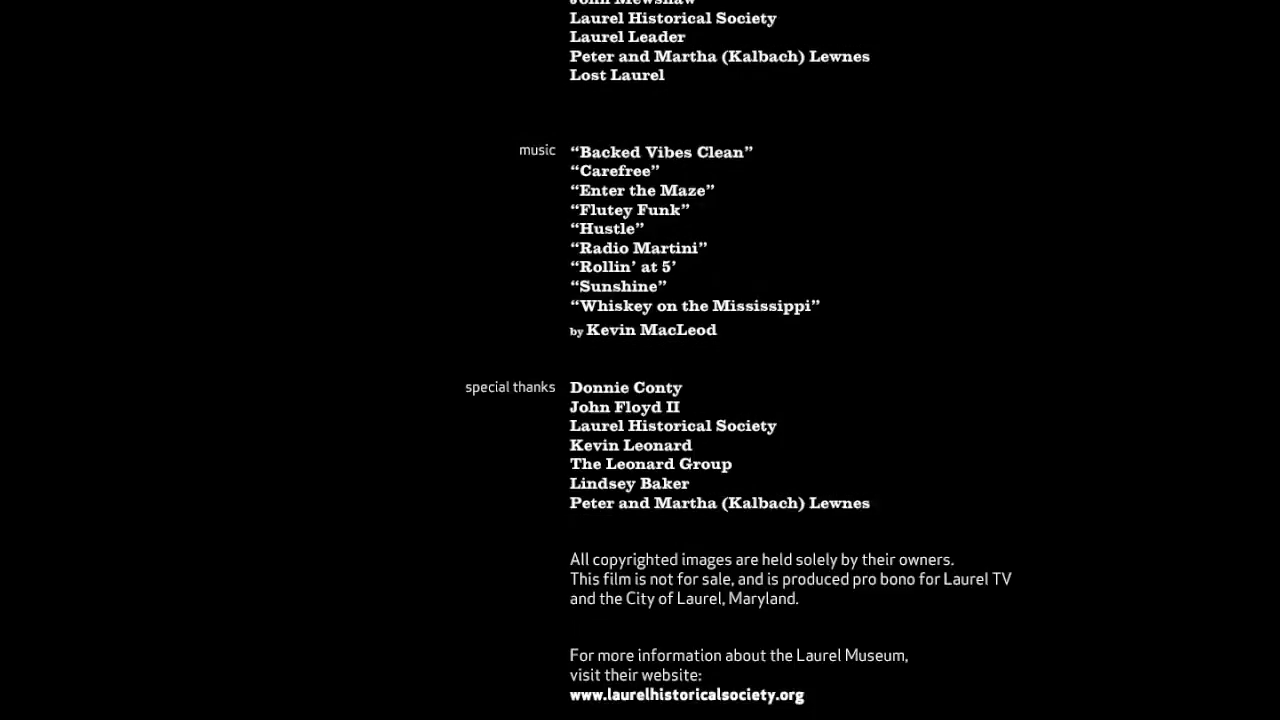 John Mewshaw
Laurel Historical Society
Laurel Leader
Peter and Martha (Kalbach) Lewnes
Lost Laurel
music
“Backed Vibes Clean”
“Carefree”
“Enter the Maze”
“Flutey Funk”
“Hustle”
“Radio Martini”
“Rollin’ at 5’
“Sunshine”
“Whiskey on the Mississippi”
by Kevin MacLeod
special thanks
Donnie Conty
John Floyd II
Laurel Historical Society
Kevin Leonard
The Leonard Group
Lindsey Baker
Peter and Martha (Kalbach) Lewnes
All copyrighted images are held solely by their owners.
This film is not for sale, and is produced pro bono for Laurel TV
and the City of Laurel, Maryland.
For more information about the Laurel Museum,
visit their website:
www.laurelhistoricalsociety.org